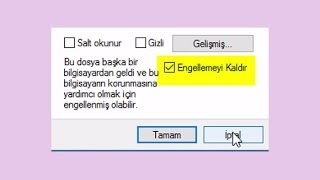 Salt okunur Gizli Gelişmiş...
Bu dosya başka bir
bilgisayardan geldi ve bu
bilgisayarın korunmasına
yardımcı olmak için
engellenmiş olabilir.
Engellemeyi Kaldır
Tamam İptal